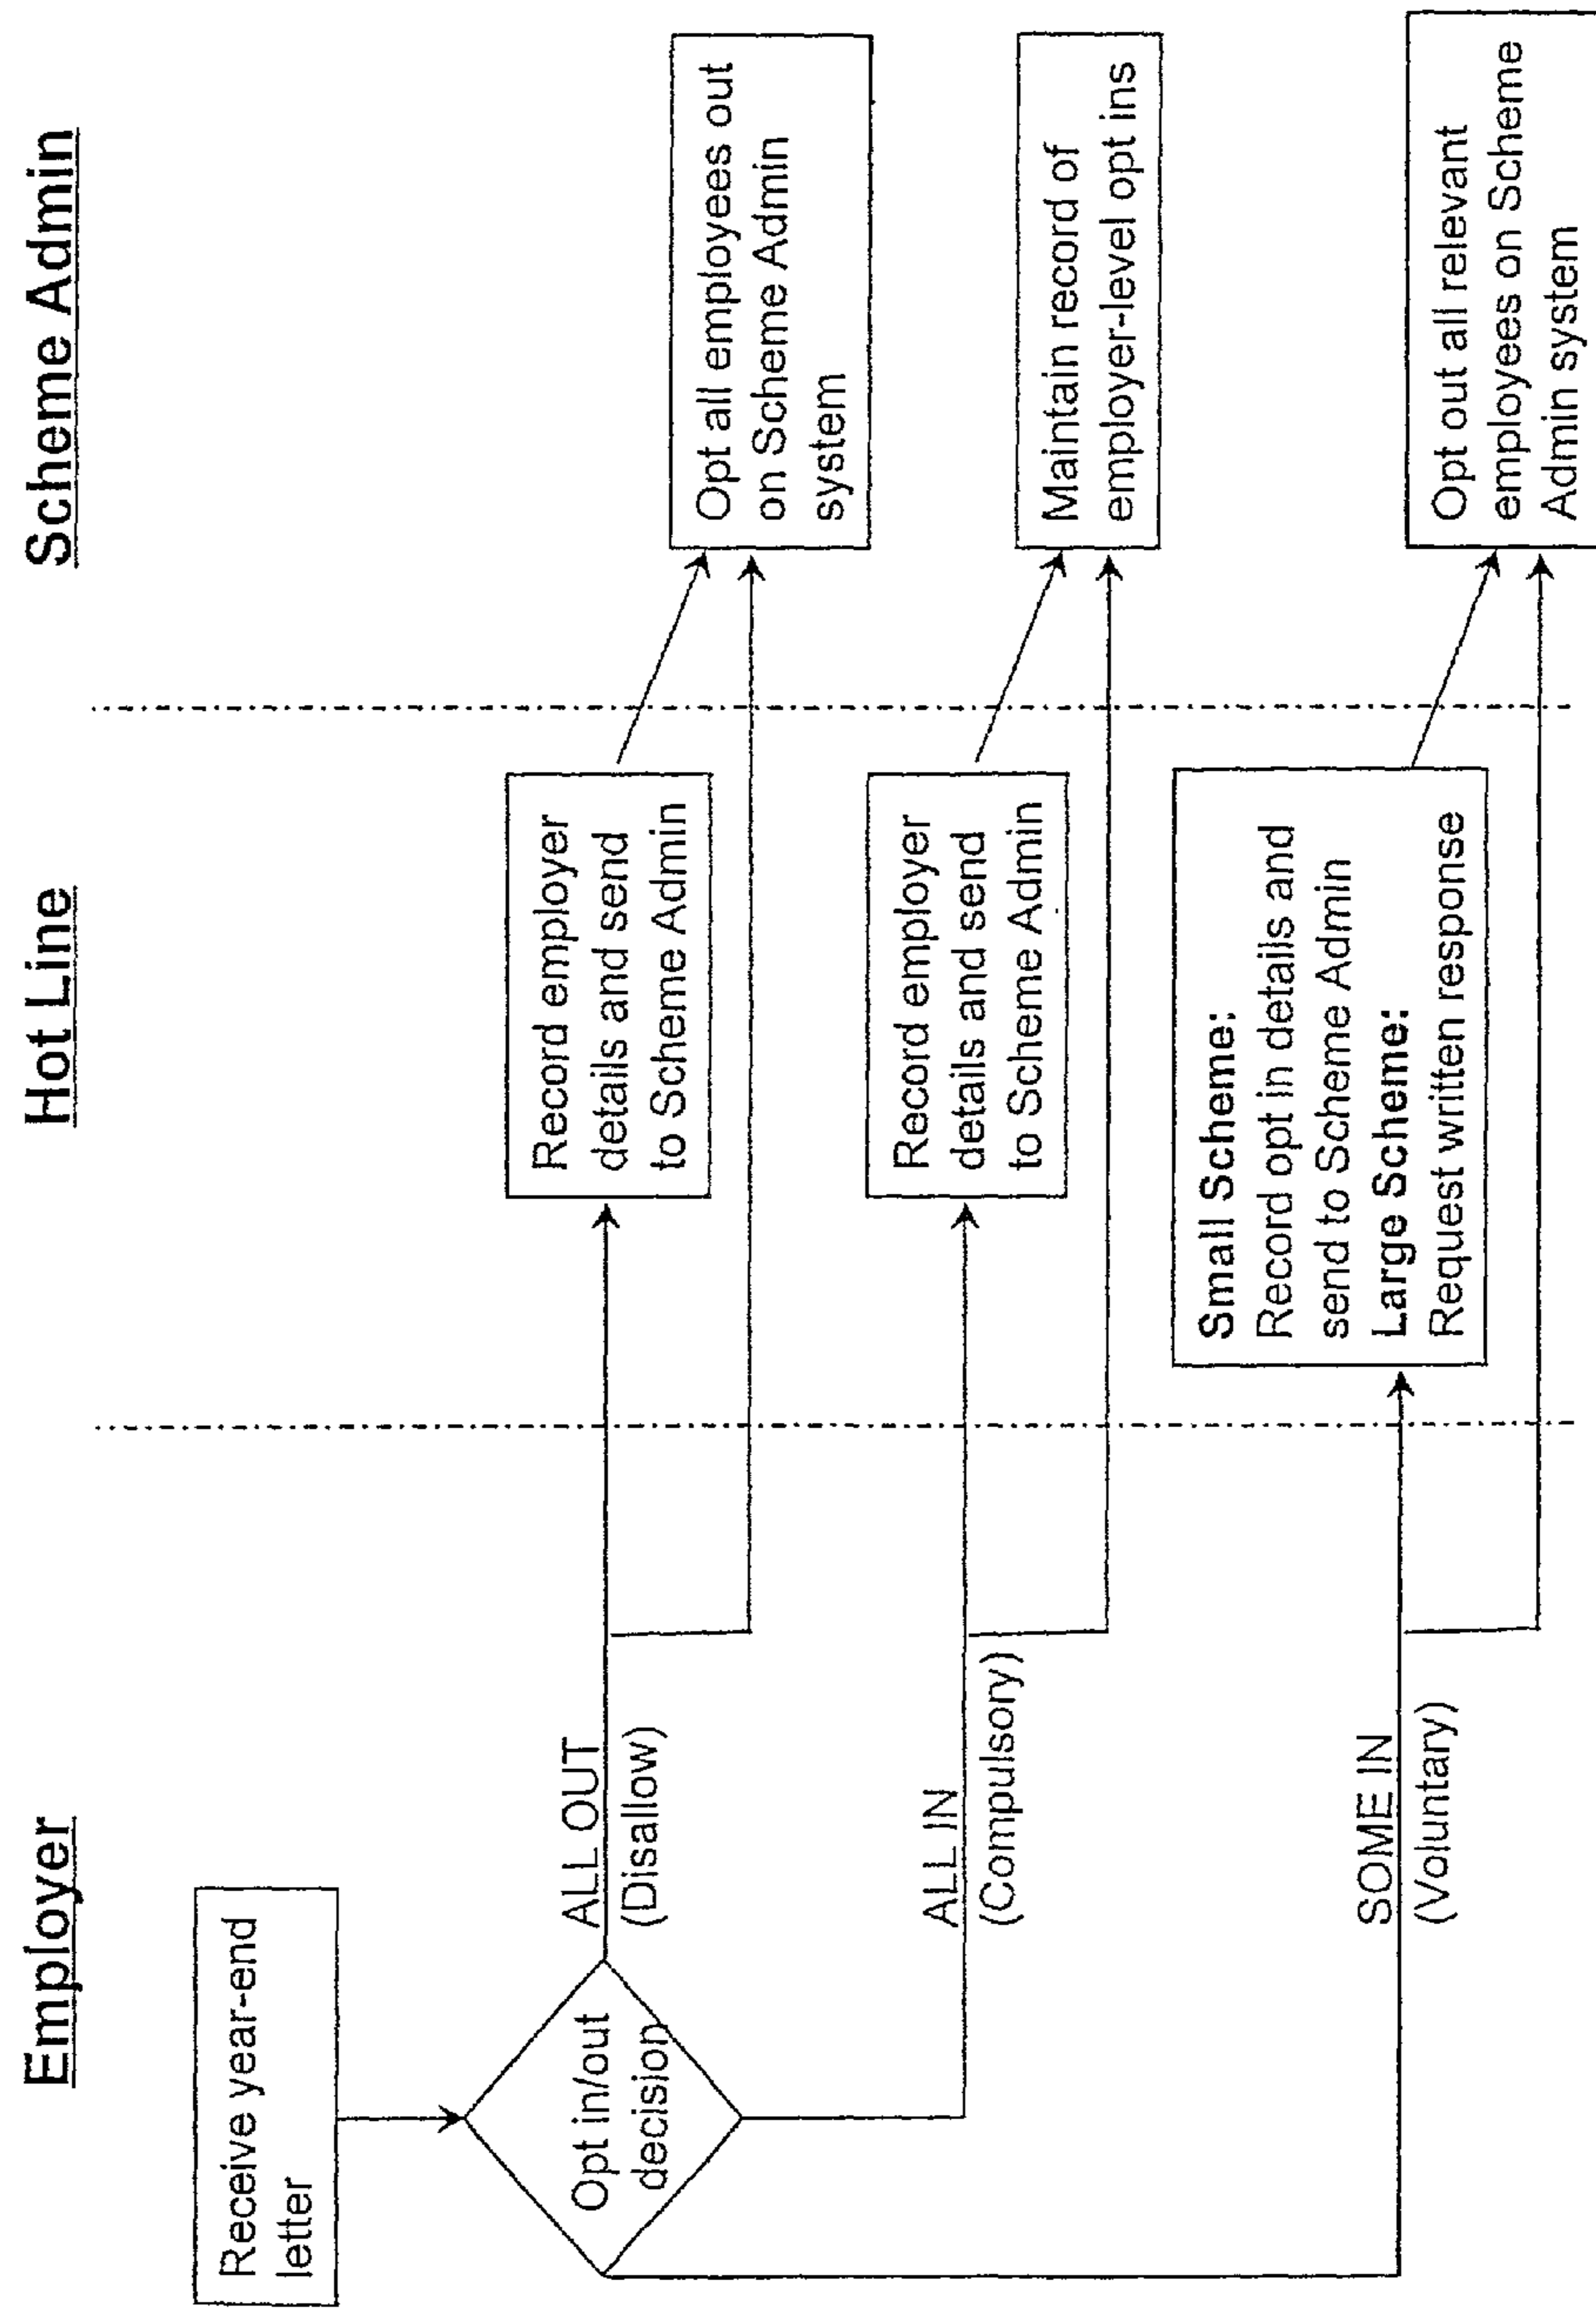 Employer
Hot Line
Scheme Admin
Receive year-end
letter
Opt in/out
decision
ALL OUT
(Disallow)
Record employer
details and send
to Scheme Admin
Opt all employees out
on Scheme Admin
system
ALL IN
(Compulsory)
Record employer
details and send
to Scheme Admin
Maintain record of
employer-level opt ins
SOME IN
(Voluntary)
Small Scheme:
Record opt in details and
send to Scheme Admin
Large Scheme:
Request written response
Opt out all relevant
employees on Scheme
Admin system